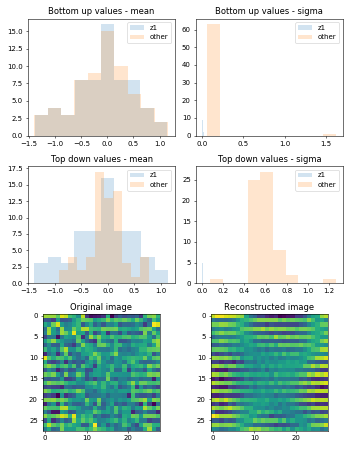 Bottom up values - mean
Bottom up values - sigma
15.0
12.5
10.0
7.5
5.0
2.5
0.0
z1
other
-1.5 -1.0 -0.5 0.0 0.5 1.0
60
50
40
30
20
10
0
z1
other
0.0 0.5 1.0 1.5
Top down values - mean
Top down values - sigma
17.5
15.0
12.5
10.0
7.5
5.0
2.5
0.0
z1
other
-1.5 -1.0 -0.5 0.0 0.5 1.0
25
20
15
10
5
0
z1
other
0.0 0.2 0.4 0.6 0.8 1.0 1.2
Original image
Reconstructed image
0
5
10
15
20
25
0 10 20
0
5
10
15
20
25
0 10 20